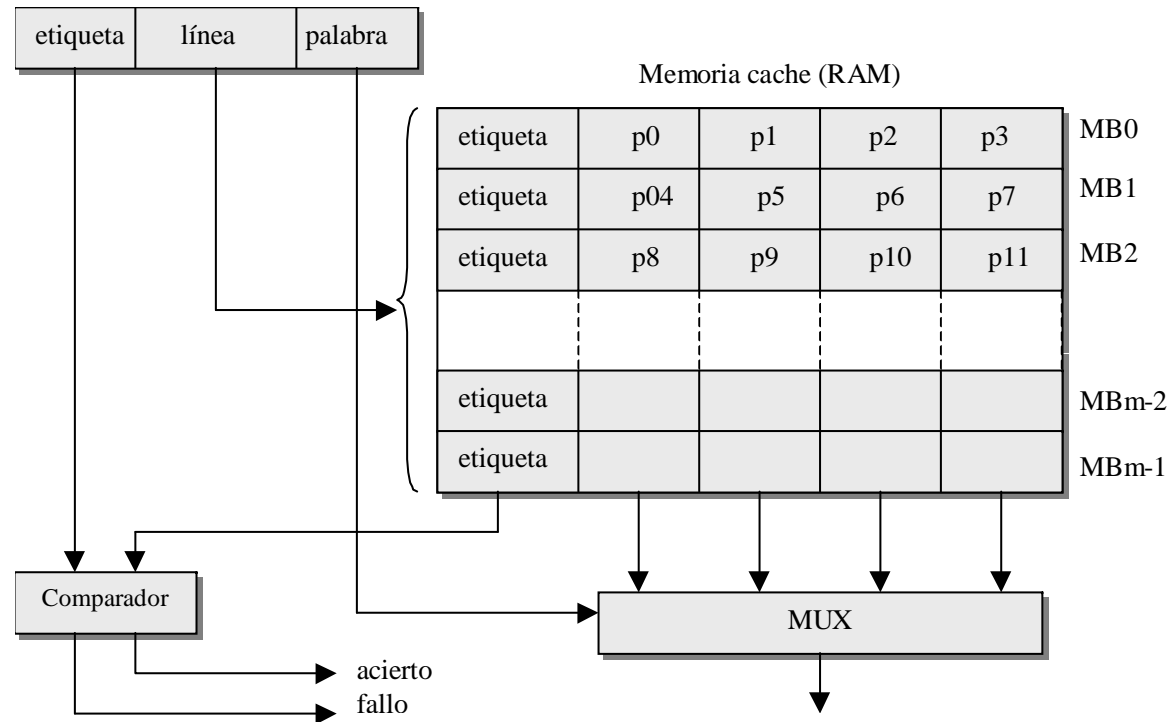 etiqueta línea palabra
Memoria cache (RAM)
etiqueta p0 p1 p2 p3 MB0
etiqueta p04 p5 p6 p7 MB1
etiqueta p8 p9 p10 p11 MB2
etiqueta MBm-2
etiqueta MBm-1
Comparador
MUX
acierto
fallo